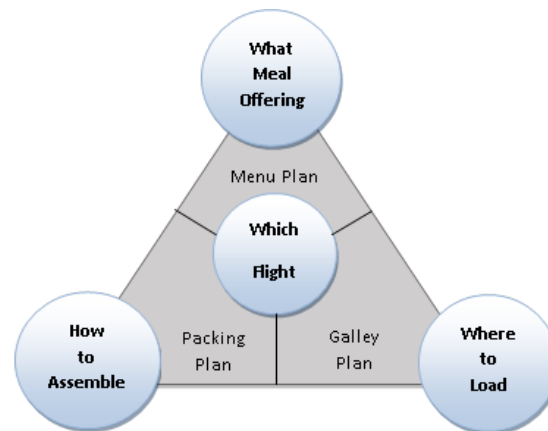 What
Meal
Offering
Menu Plan
Which
Flight
How
to
Assemble
Packing
Plan
Galley
Plan
Where
to
Load